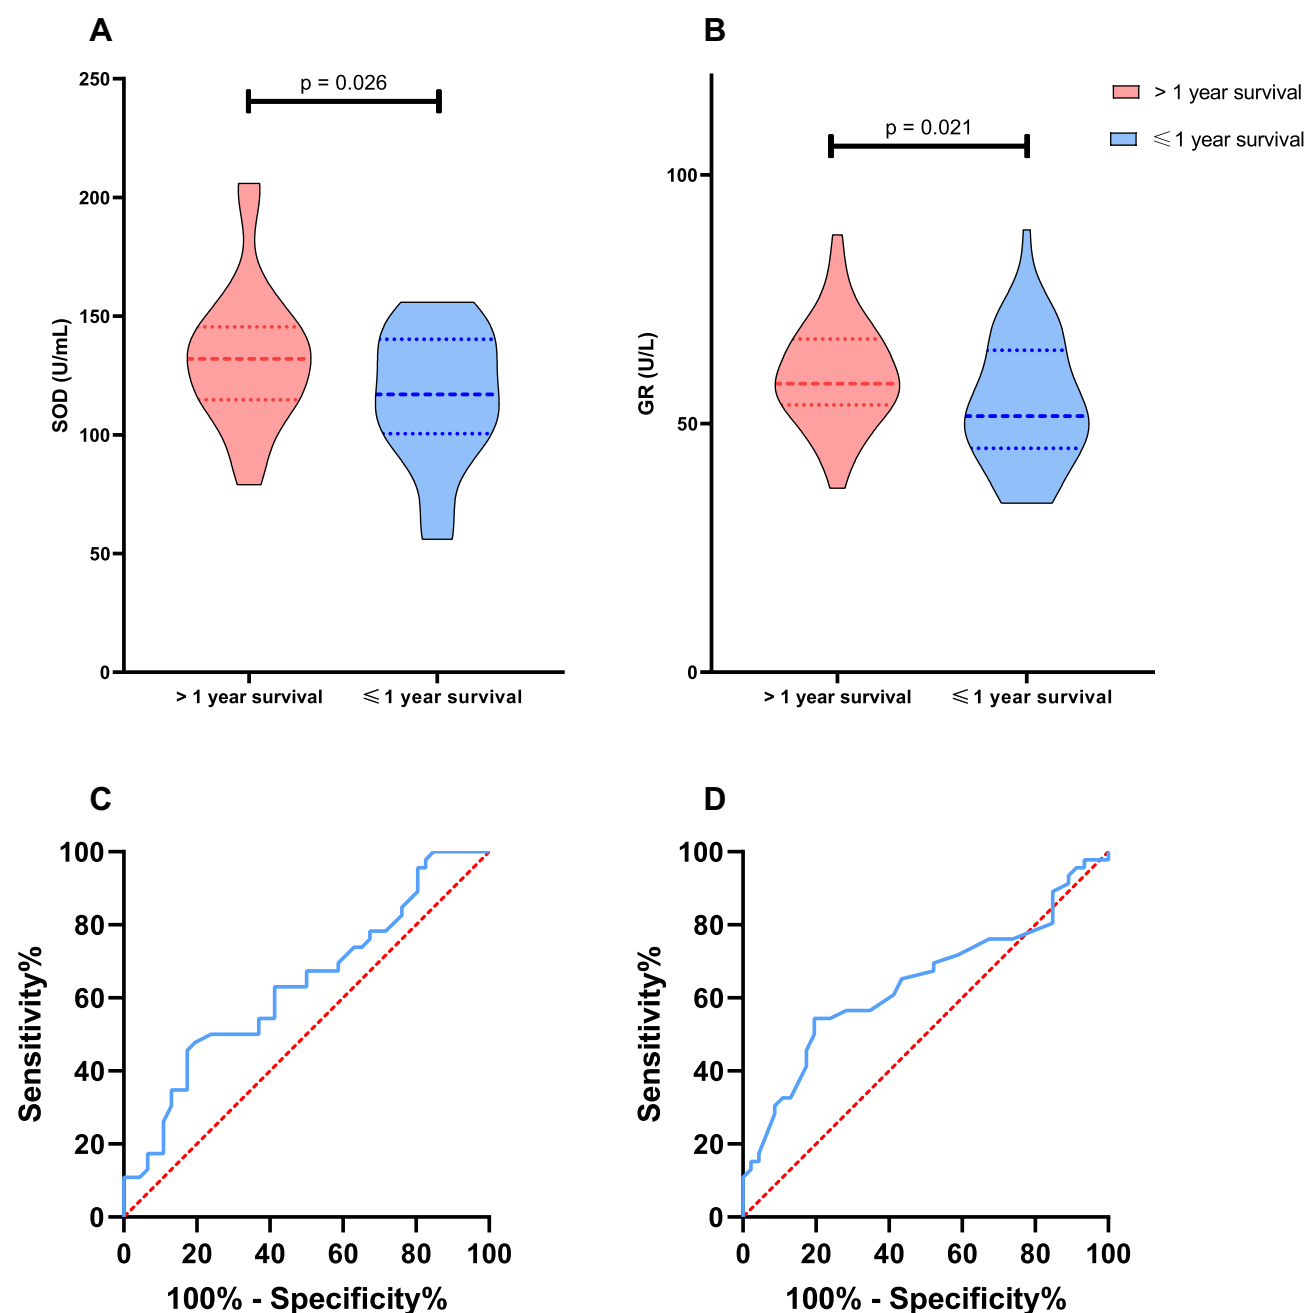 A
B
p = 0.026
p = 0.021
> 1 year survival
⩽ 1 year survival
250
200
150
100
50
0
SOD (U/mL)
> 1 year survival
⩽ 1 year survival
100
50
0
GR (U/L)
> 1 year survival
⩽ 1 year survival
C
D
100
80
60
40
20
0
Sensitivity%
0 20 40 60 80 100
100% - Specificity%
100
80
60
40
20
0
Sensitivity%
0 20 40 60 80 100
100% - Specificity%